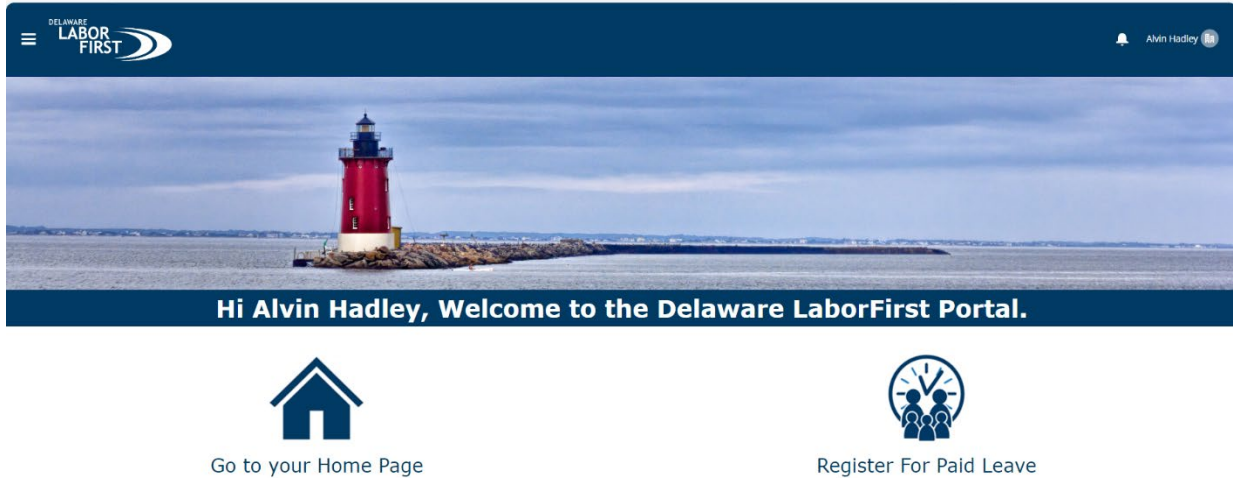 DELAWARE
LABOR
FIRST
Alvin Hadley
Hi Alvin Hadley, Welcome to the Delaware LaborFirst Portal.
Go to your Home Page
Register For Paid Leave